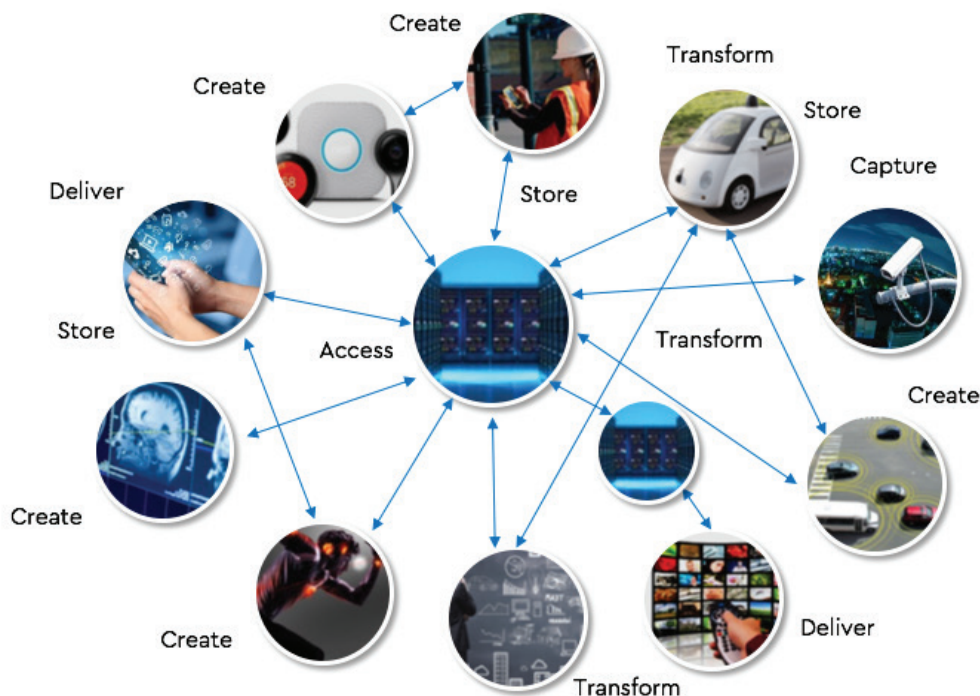 Create
Transform
Create
Store
Capture
Deliver
Store
Store
Transform
Access
Create
Create
Create
Deliver
Transform